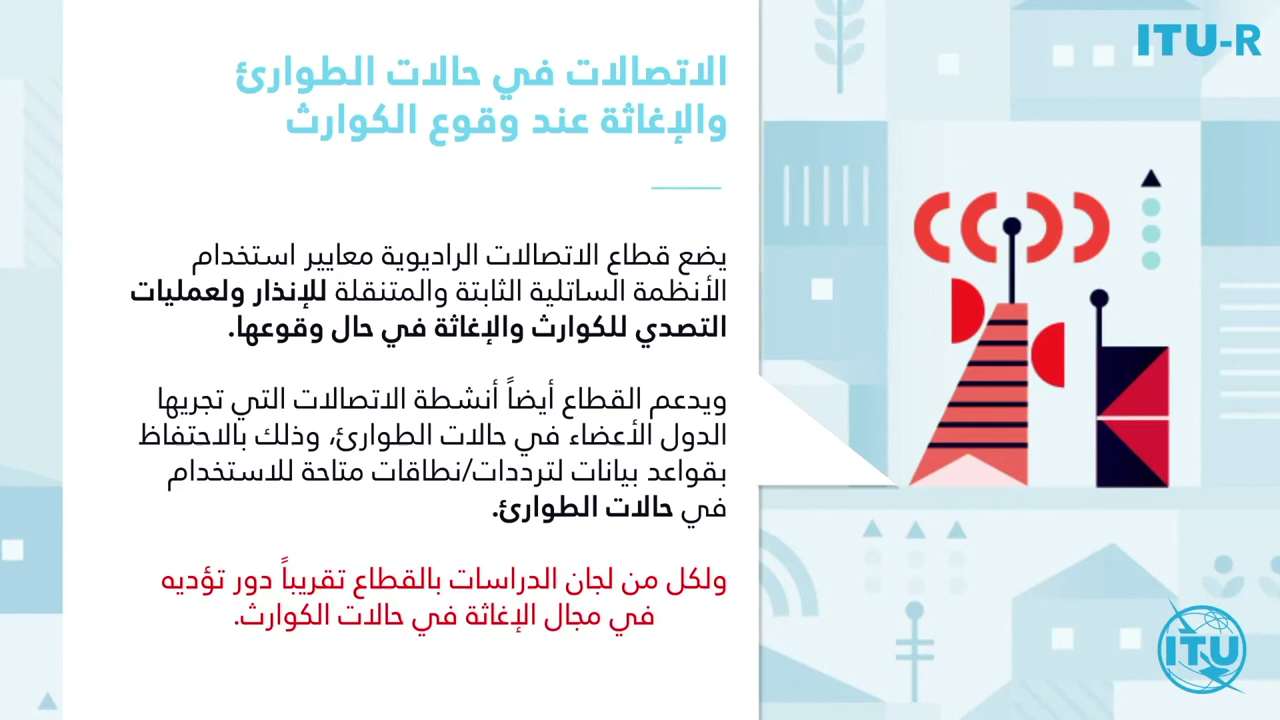 ITU-R
الاتصالات في حالات الطوارئ
والإغاثة عند وقوع الكوارث
يضع قطاع الاتصالات الراديوية معايير استخدام
الأنظمة الساتلية الثابتة والمتنقلة للإنذار ولعمليات
التصدي للكوارث والإغاثة في حال وقوعها.
ويدعم القطاع أيضاً أنشطة الاتصالات التي تجريها
الدول الأعضاء في حالات الطوارئ، وذلك بالاحتفاظ
بقواعد بيانات لترددات/نطاقات متاحة للاستخدام
في حالات الطوارئ.
ولكل من لجان الدراسات بالقطاع تقريباً دور تؤديه
في مجال الإغاثة في حالات الكوارث.
ITU